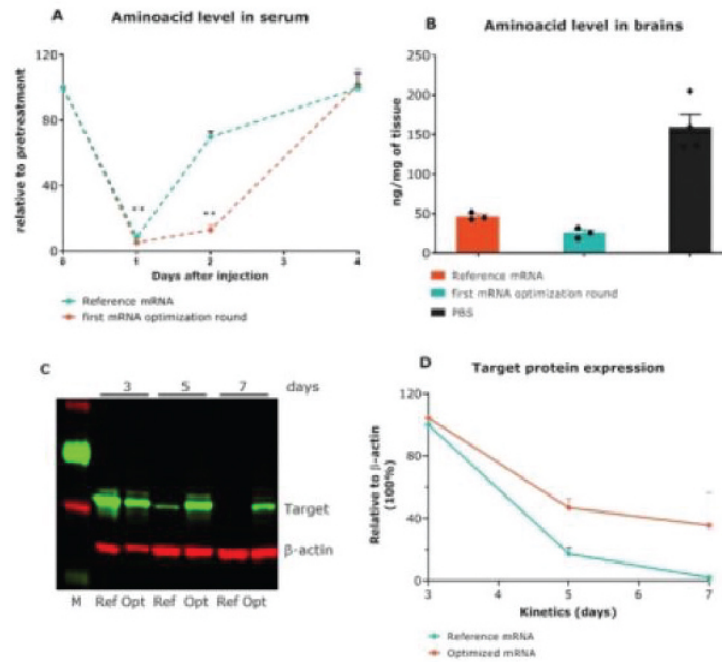 A
Aminoacid level in serum
relative to pretreatment
120
80
40
0
**
**
0 1 2 3 4
Days after injection
Reference mRNA
first mRNA optimization round
B
Aminoacid level in brains
ng/mg of tissue
250
200
150
100
50
0
Reference mRNA
first mRNA optimization round
PBS
C
3 5 7 days
Target
β-actin
M Ref Opt Ref Opt Ref Opt
D
Target protein expression
Relative to β-actin
(100%)
120
80
40
0
3 4 5 6 7
Kinetics (days)
Reference mRNA
Optimized mRNA